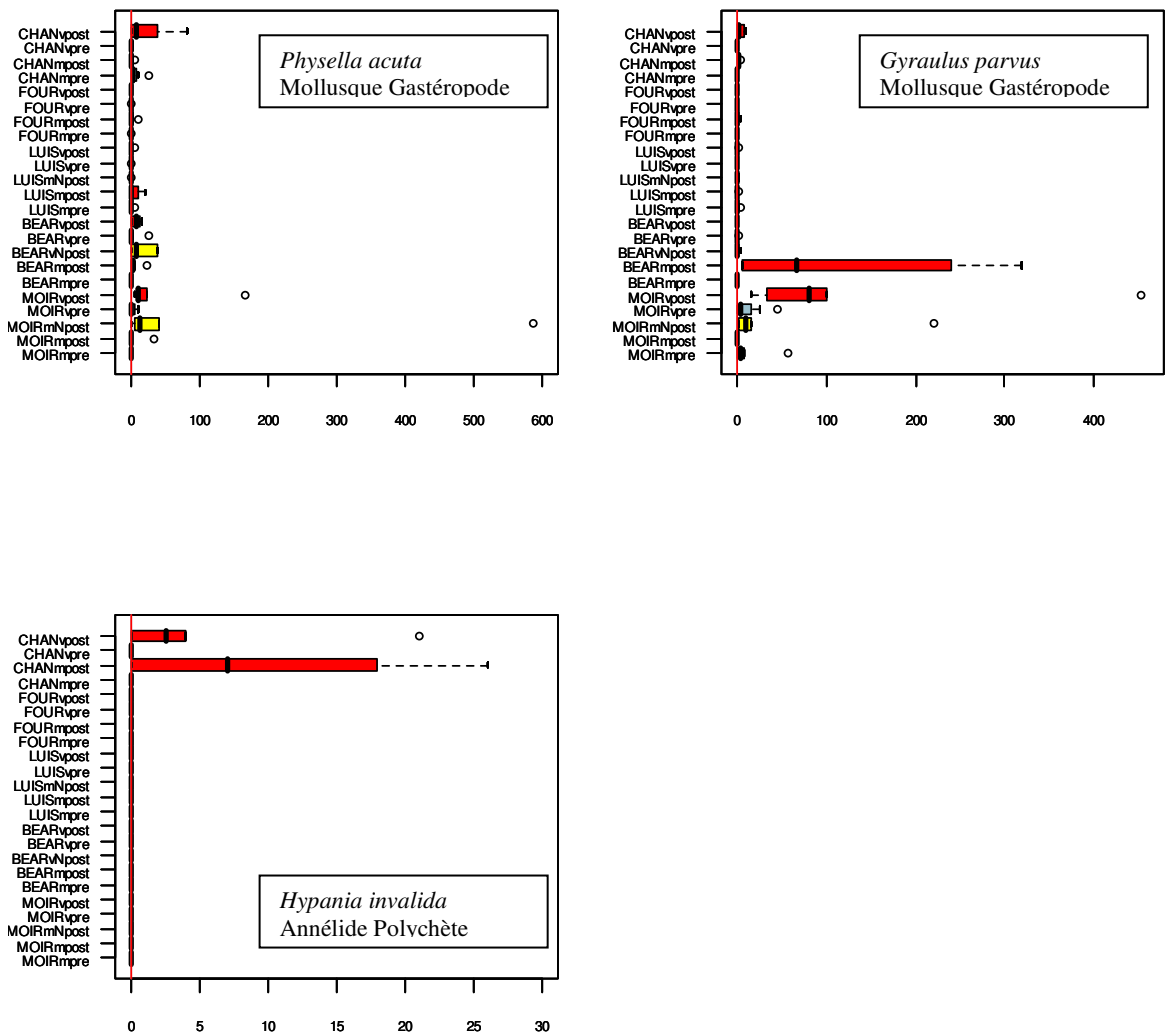 CHANvpost
CHANvpre
CHANmpost
CHANmpre
FOURvpost
FOURvpre
FOURmpost
FOURmpre
LUISvpost
LUISvpre
LUISmNpost
LUISmpost
LUISmpre
BEARvpost
BEARvpre
BEARvNpost
BEARmpost
BEARmpre
MOIRvpost
MOIRvpre
MOIRmNpost
MOIRmpost
MOIRmpre
Physella acuta
Mollusque Gastéropode
0 100 200 300 400 500 600
CHANvpost
CHANvpre
CHANmpost
CHANmpre
FOURvpost
FOURvpre
FOURmpost
FOURmpre
LUISvpost
LUISvpre
LUISmNpost
LUISmpost
LUISmpre
BEARvpost
BEARvpre
BEARvNpost
BEARmpost
BEARmpre
MOIRvpost
MOIRvpre
MOIRmNpost
MOIRmpost
MOIRmpre
Gyraulus parvus
Mollusque Gastéropode
0 100 200 300 400
CHANvpost
CHANvpre
CHANmpost
CHANmpre
FOURvpost
FOURvpre
FOURmpost
FOURmpre
LUISvpost
LUISvpre
LUISmNpost
LUISmpost
LUISmpre
BEARvpost
BEARvpre
BEARvNpost
BEARmpost
BEARmpre
MOIRvpost
MOIRvpre
MOIRmNpost
MOIRmpost
MOIRmpre
Hypania invalida
Annélide Polychète
0 5 10 15 20 25 30